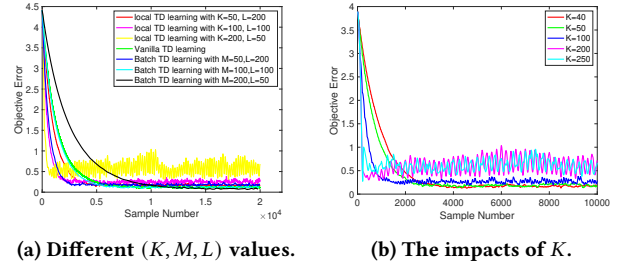 4.5
4
3.5
3
2.5
2
1.5
1
0.5
0
Objective Error
local TD learning with K=50, L=200
local TD learning with K=100, L=100
local TD learning with K=200, L=50
Vanilla TD learning
Batch TD learning with M=50,L=200
Batch TD learning with M=100,L=100
Batch TD learning with M=200,L=50
0 0.5 1 1.5 2
Sample Number
× 10⁴
(a) Different (K, M, L) values.
4
3.5
3
2.5
2
1.5
1
0.5
0
Objective Error
K=40
K=50
K=100
K=200
K=250
0 2000 4000 6000 8000 10000
Sample Number
(b) The impacts of K.